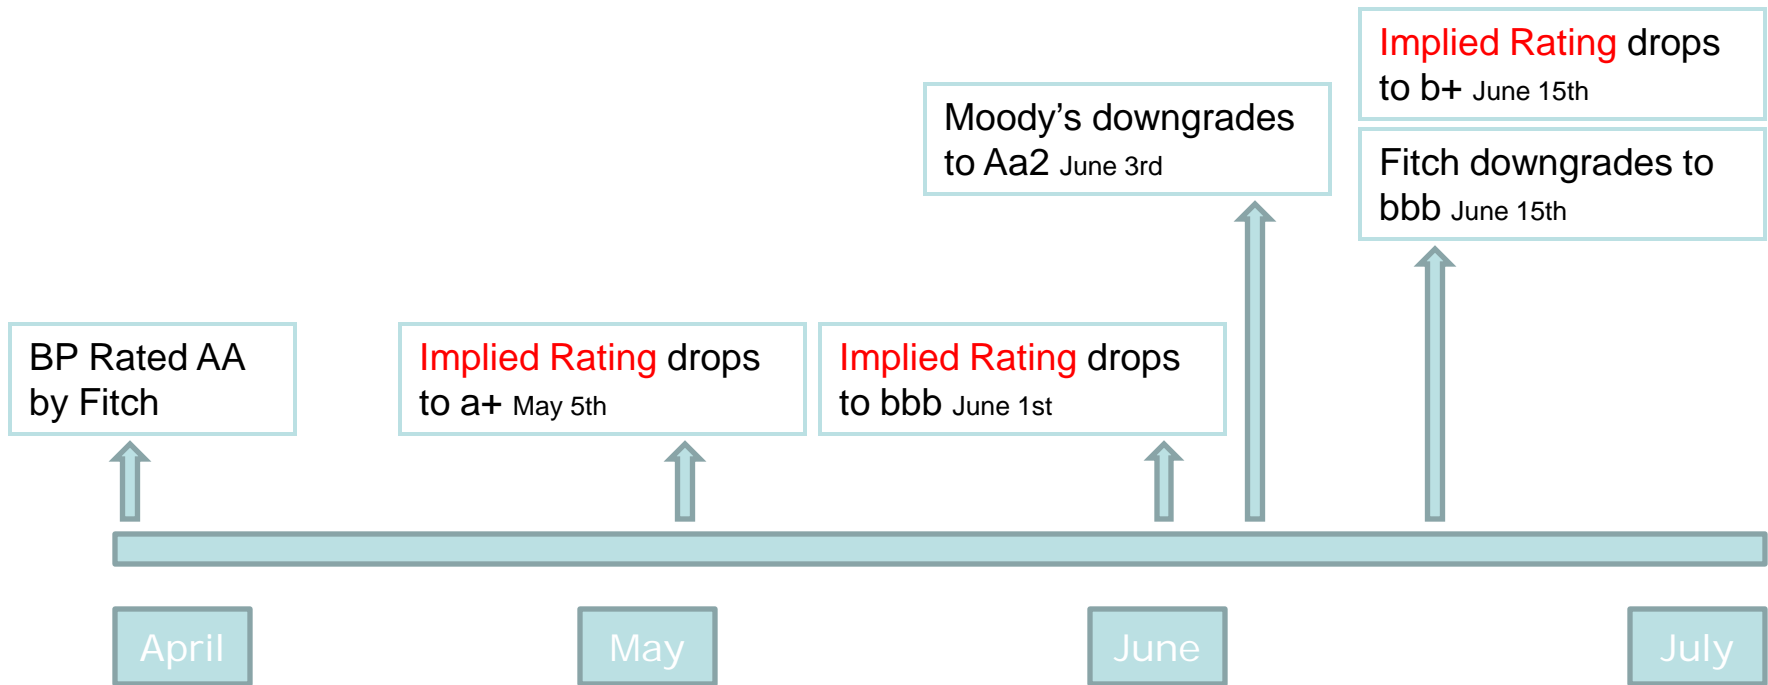 Implied Rating drops
to b+ June 15th
Moody’s downgrades
to Aa2 June 3rd
Fitch downgrades to
bbb June 15th
BP Rated AA
by Fitch
Implied Rating drops
to a+ May 5th
Implied Rating drops
to bbb June 1st
April
May
June
July